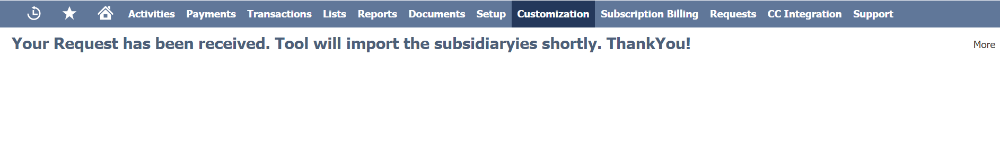 Activities Payments Transactions Lists Reports Documents Setup Customization Subscription Billing Requests CC Integration Support
Your Request has been received. Tool will import the subsidiaryies shortly. ThankYou! More